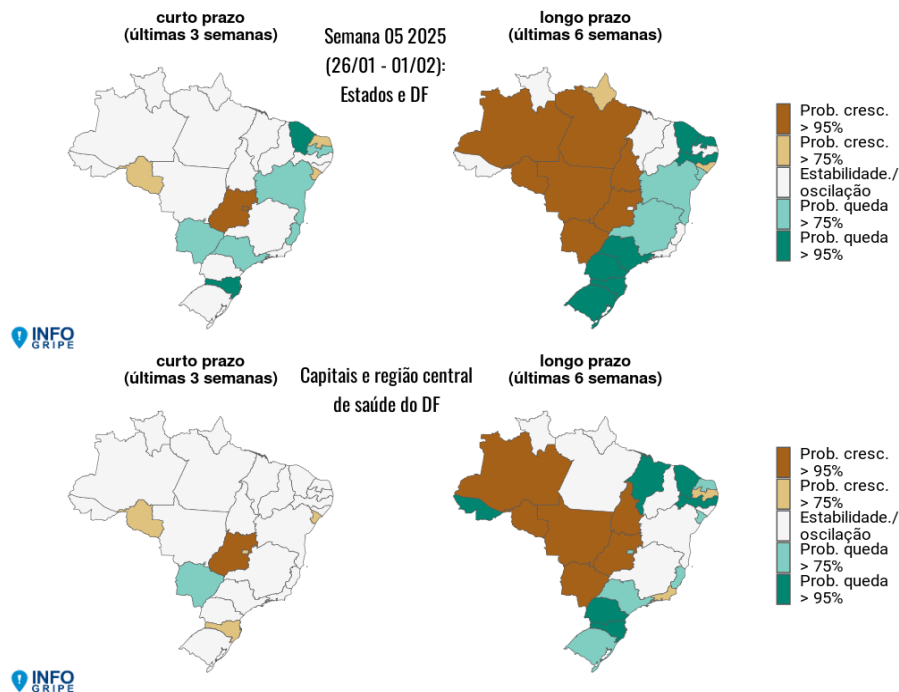 curto prazo
(últimas 3 semanas)
Semana 05 2025
(26/01 - 01/02):
Estados e DF
longo prazo
(últimas 6 semanas)
Prob. cresc.
> 95%
Prob. cresc.
> 75%
Estabilidade./
oscilação
Prob. queda
> 75%
Prob. queda
> 95%
INFO
GRIPE
curto prazo
(últimas 3 semanas)
Capitais e região central
de saúde do DF
longo prazo
(últimas 6 semanas)
Prob. cresc.
> 95%
Prob. cresc.
> 75%
Estabilidade./
oscilação
Prob. queda
> 75%
Prob. queda
> 95%
INFO
GRIPE